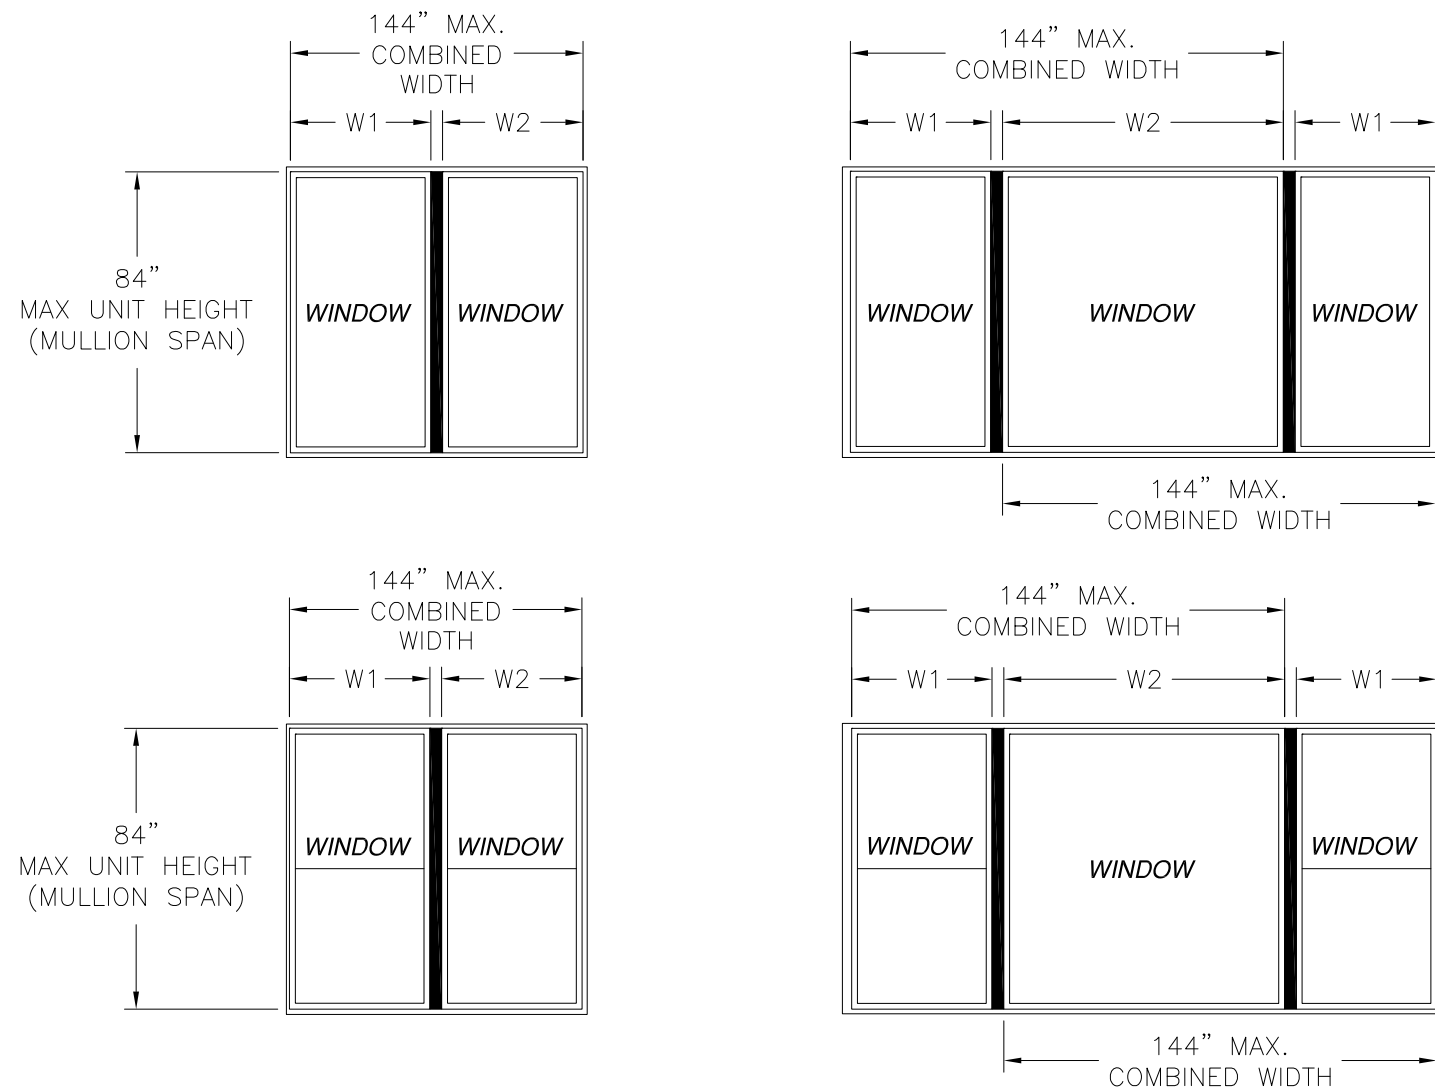 144” MAX.
COMBINED
WIDTH
W1 W2
84”
MAX UNIT HEIGHT
(MULLION SPAN)
WINDOW WINDOW
144” MAX.
COMBINED WIDTH
W1 W2 W1
WINDOW WINDOW WINDOW
144” MAX.
COMBINED WIDTH
144” MAX.
COMBINED
WIDTH
W1 W2
84”
MAX UNIT HEIGHT
(MULLION SPAN)
WINDOW WINDOW
144” MAX.
COMBINED WIDTH
W1 W2 W1
WINDOW WINDOW
WINDOW
144” MAX.
COMBINED WIDTH